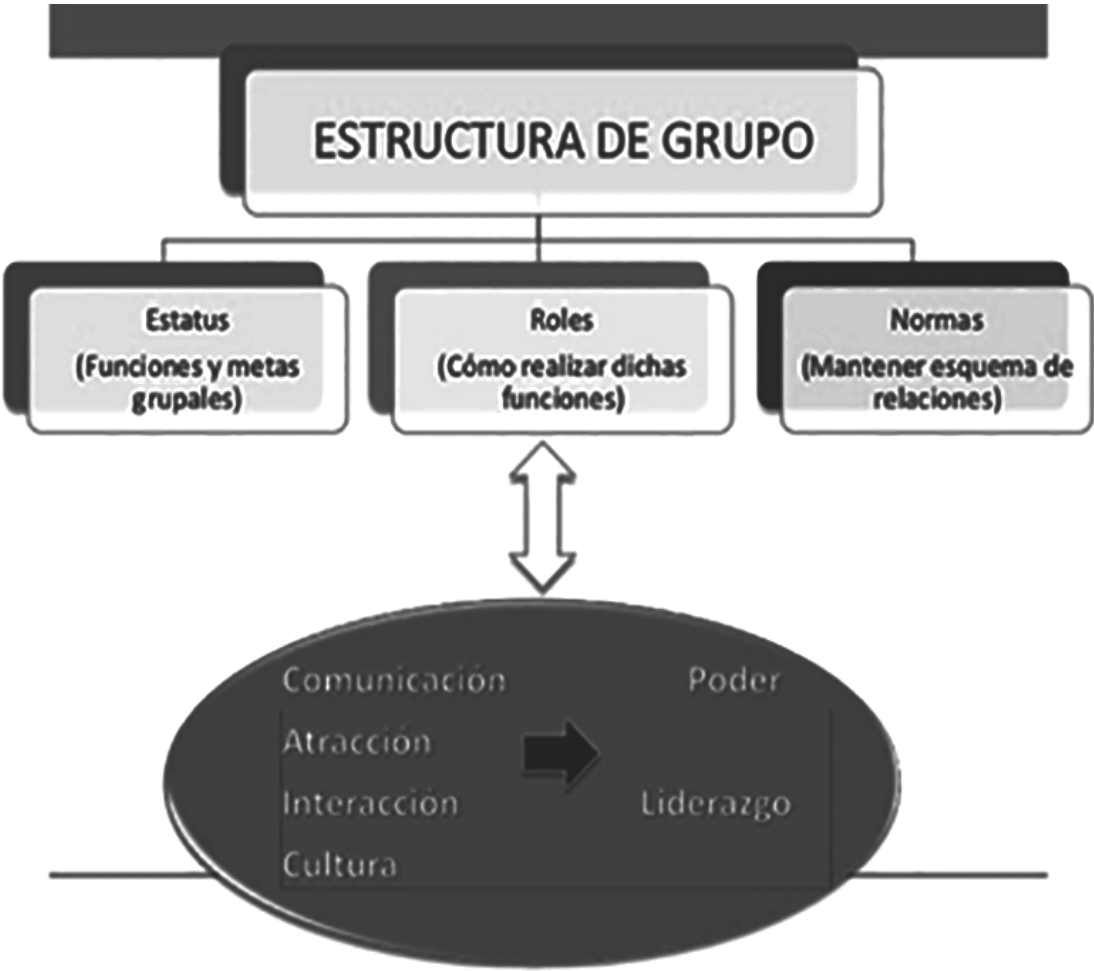 ESTRUCTURA DE GRUPO
Estatus
(Funciones y metas
grupales)
Roles
(Cómo realizar dichas
funciones)
Normas
(Mantener esquema de
relaciones)
Comunicación
Poder
Atracción
Interacción
Liderazgo
Cultura